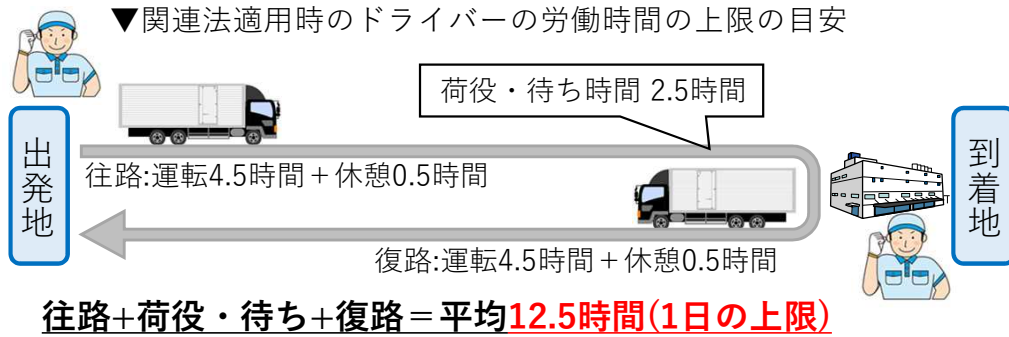 ▼関連法適用時のドライバーの労働時間の上限の目安
荷役・待ち時間 2.5時間
出発地
到着地
往路:運転4.5時間＋休憩0.5時間
復路:運転4.5時間＋休憩0.5時間
往路+荷役・待ち+復路＝平均12.5時間(1日の上限)